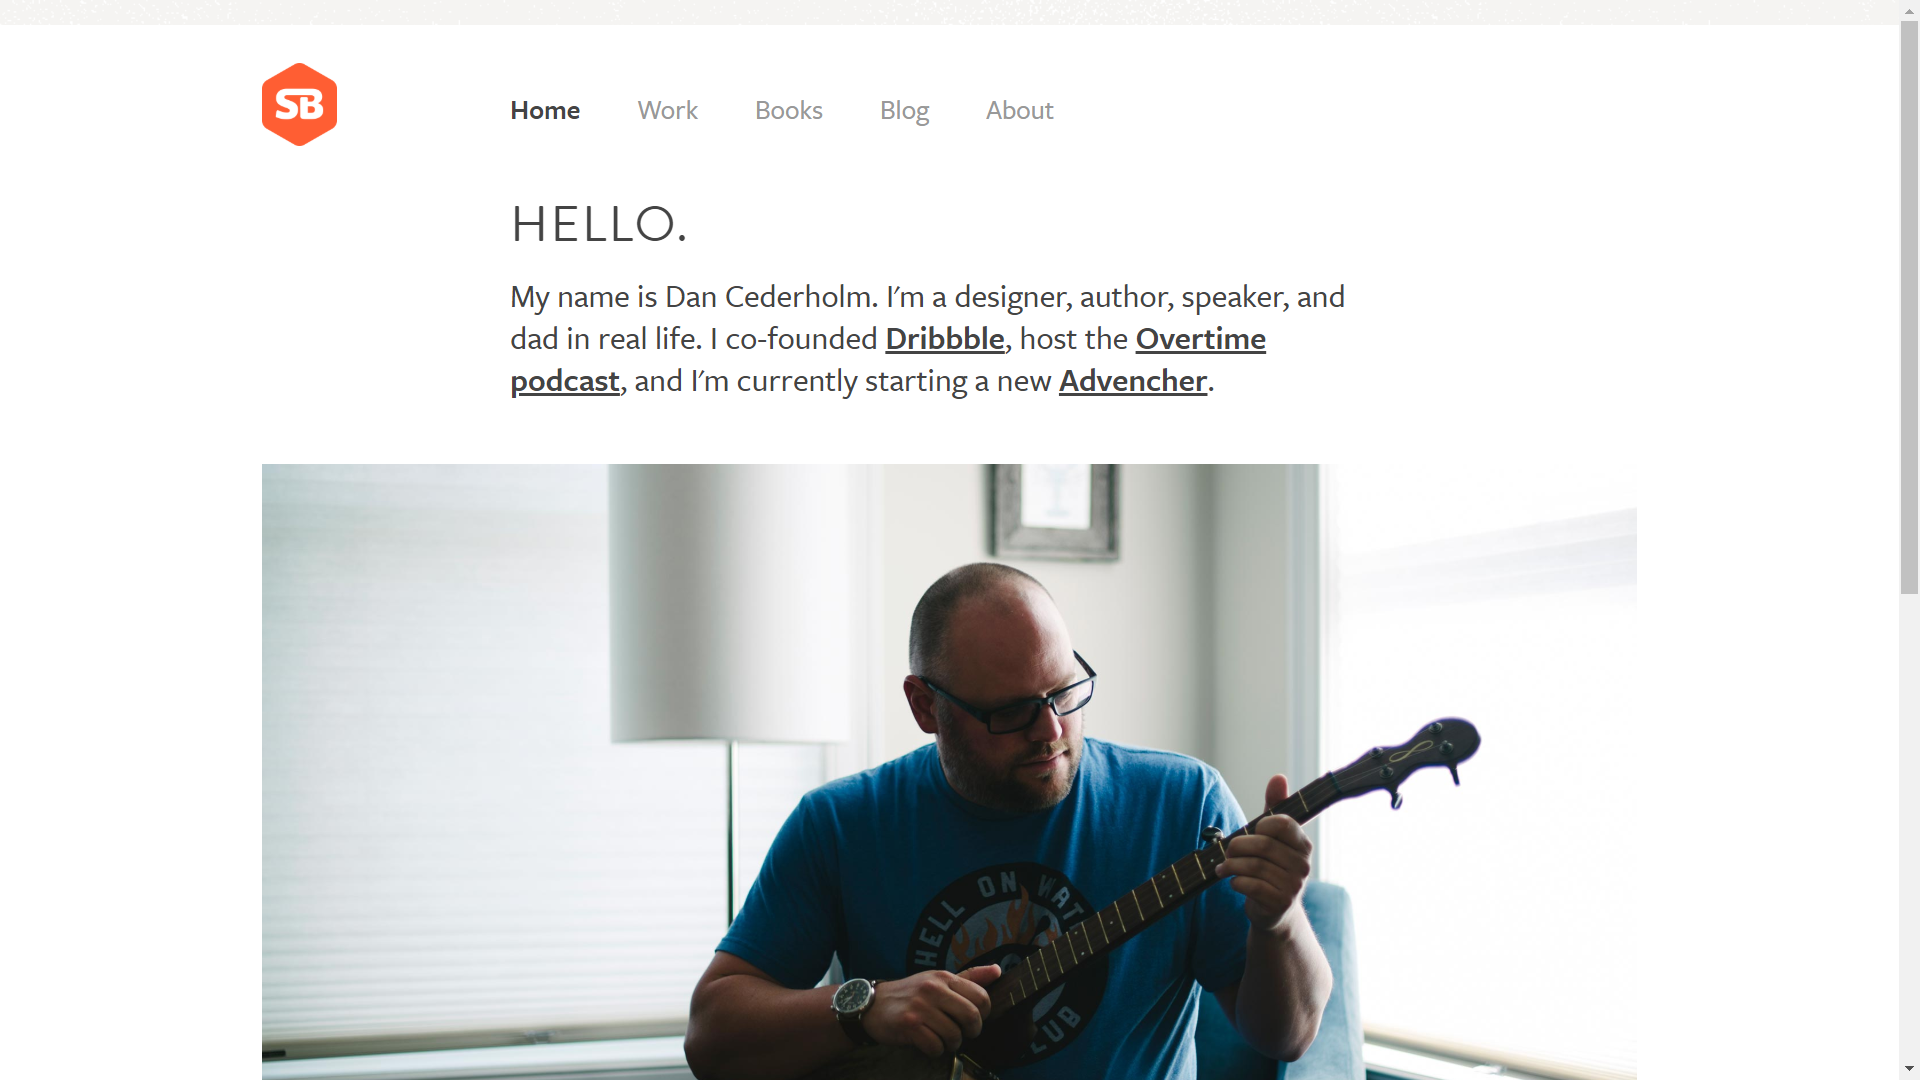 SB
Home Work Books Blog About
HELLO.
My name is Dan Cederholm. I'm a designer, author, speaker, and
dad in real life. I co-founded Dribbble, host the Overtime
podcast, and I'm currently starting a new Advencher.
HELL ON WAT
LUB